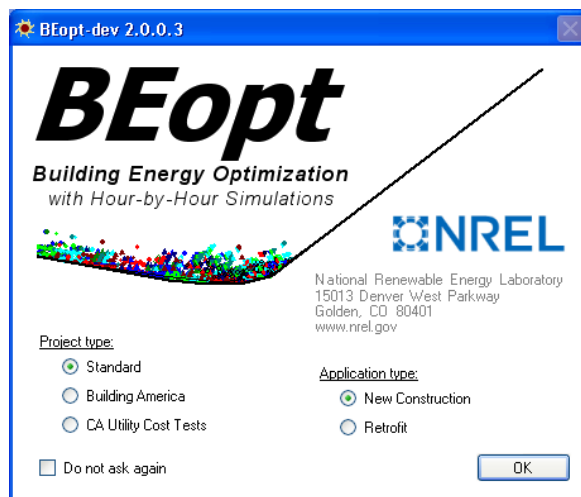 BEopt-dev 2.0.0.3
BEopt
Building Energy Optimization
with Hour-by-Hour Simulations
NREL
National Renewable Energy Laboratory
15013 Denver West Parkway
Golden, CO 80401
www.nrel.gov
Project type:
Standard
Building America
CA Utility Cost Tests
Application type:
New Construction
Retrofit
Do not ask again
OK